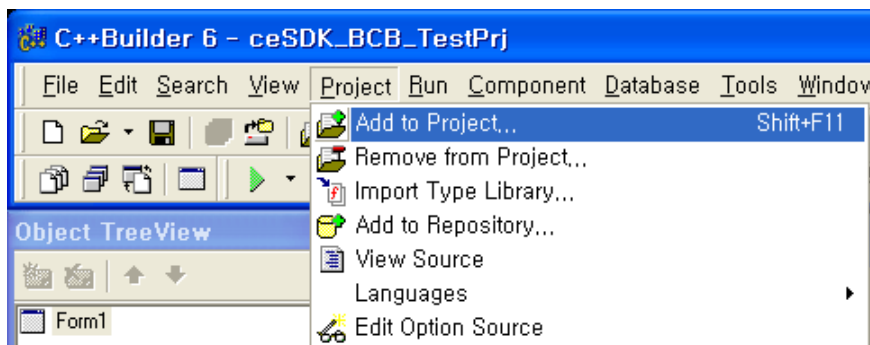 C++Builder 6 - ceSDK_BCB_TestPrj
File Edit Search View Project Run Component Database Tools Window
Add to Project... Shift+F11
Remove from Project...
Import Type Library...
Add to Repository...
Object TreeView
View Source
Languages
Form1
Edit Option Source